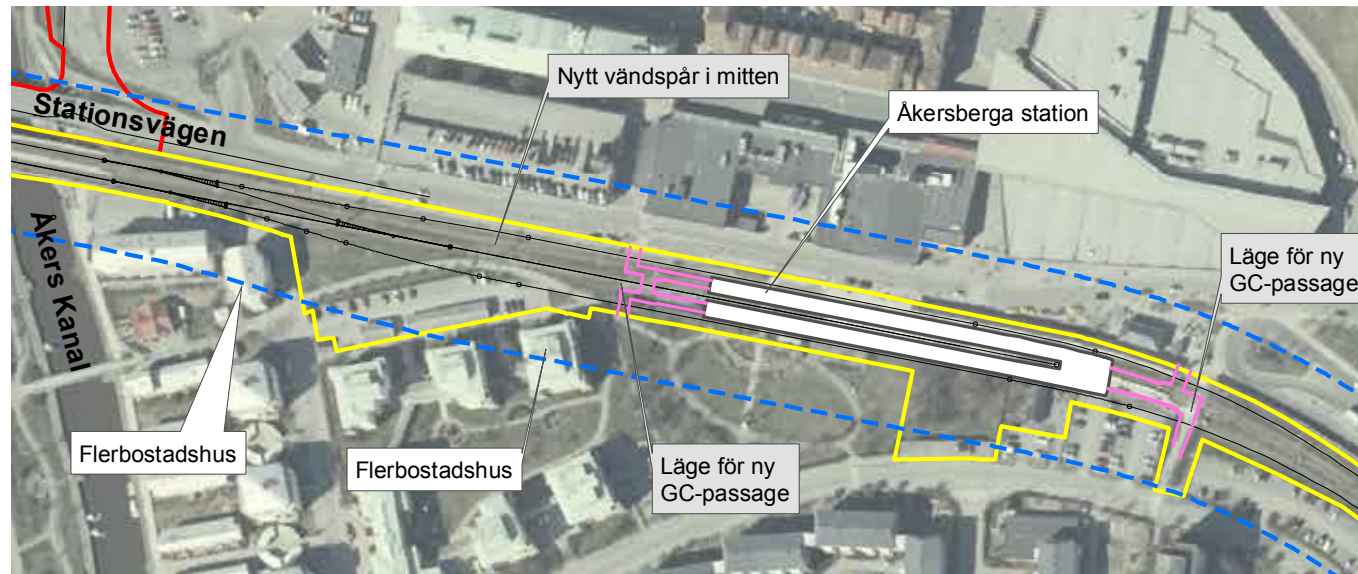 Nytt vändspår i mitten
Åkersberga station
Stationsvägen
Åkers Kanal
Läge för ny
GC-passage
Flerbostadshus
Flerbostadshus
Läge för ny
GC-passage